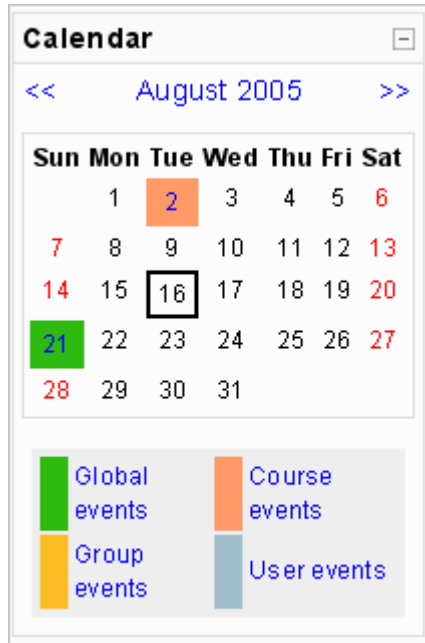 Calendar
<< August 2005 >>
Sun Mon Tue Wed Thu Fri Sat
1 2 3 4 5 6
7 8 9 10 11 12 13
14 15 16 17 18 19 20
21 22 23 24 25 26 27
28 29 30 31
Global Course
events events
Group
events User events